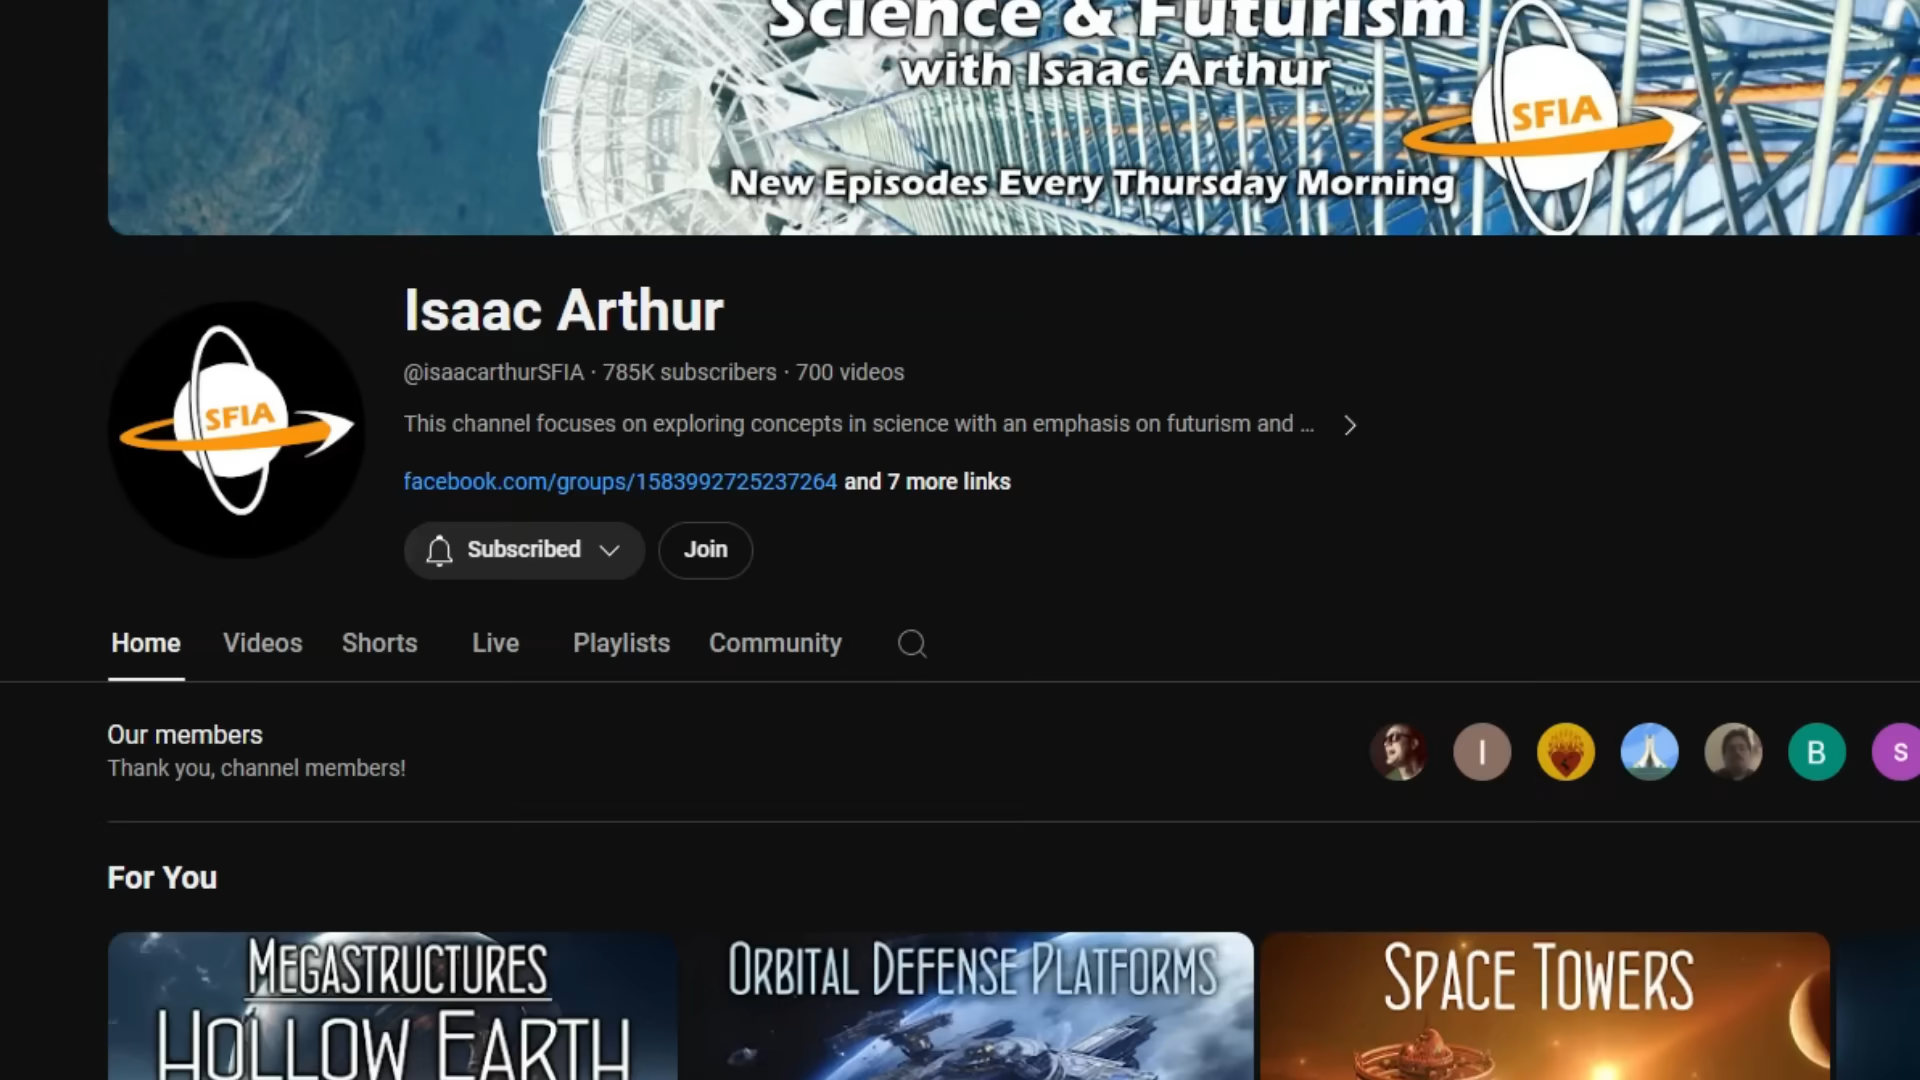 Science & Futurism
with Isaac Arthur
SFIA
New Episodes Every Thursday Morning
Isaac Arthur
@isaacarthurSFIA · 785K subscribers · 700 videos
SFIA
This channel focuses on exploring concepts in science with an emphasis on futurism and ...
facebook.com/groups/1583992725237264 and 7 more links
Subscribed
Join
Home Videos Shorts Live Playlists Community
Our members
Thank you, channel members!
I
B
S
For You
MEGASTRUCTURES
HOLLOW EARTH
ORBITAL DEFENSE PLATFORMS
SPACE TOWERS